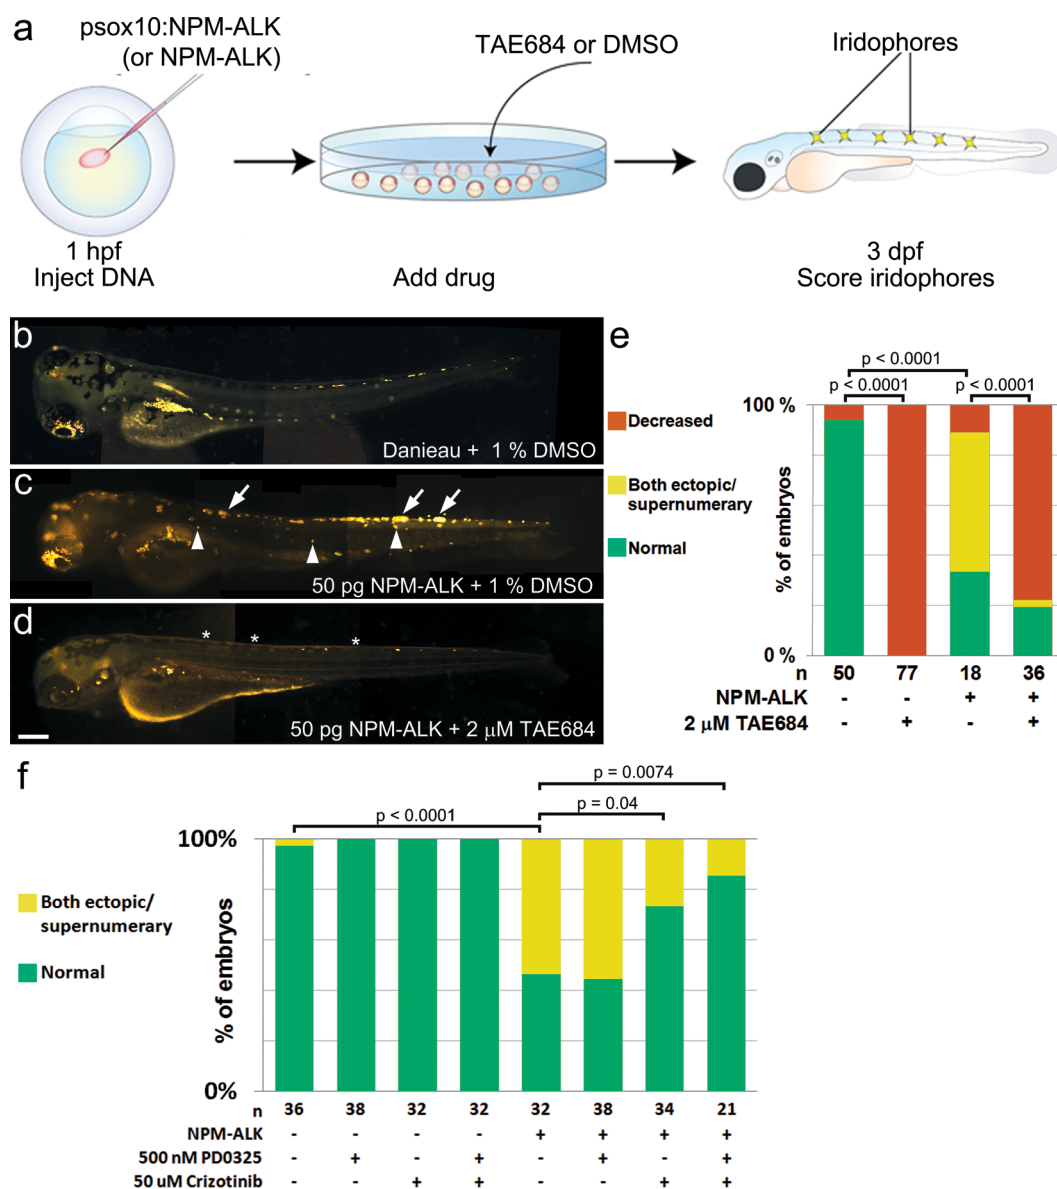 a
psox10:NPM-ALK
(or NPM-ALK)
TAE684 or DMSO
Iridophores
1 hpf
Inject DNA
Add drug
3 dpf
Score iridophores
b
Danieau + 1 % DMSO
c
50 pg NPM-ALK + 1 % DMSO
d
* * *
50 pg NPM-ALK + 2 μM TAE684
e
p < 0.0001
p < 0.0001 p < 0.0001
100 %
Decreased
Both ectopic/
supernumerary
Normal
% of embryos
0 %
n 50 77 18 36
NPM-ALK - - + +
2 μM TAE684 - + - +
f
p = 0.0074
p = 0.04
p < 0.0001
100%
Both ectopic/
supernumerary
Normal
% of embryos
0%
n 36 38 32 32 32 38 34 21
NPM-ALK - - - - + + + +
500 nM PD0325 - + - + - + - +
50 uM Crizotinib - - + + - - + +